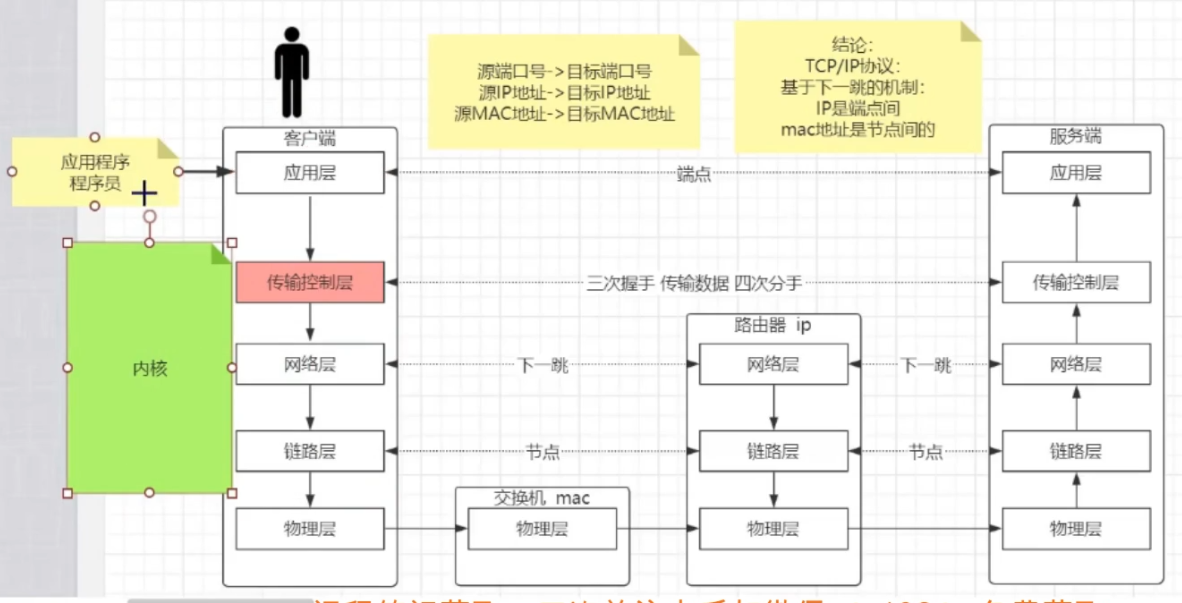 源端口号->目标端口号
源IP地址->目标IP地址
源MAC地址->目标MAC地址
结论：
TCP/IP协议：
基于下一跳的机制：
IP是端点间
mac地址是节点间的
应用程序
程序员
内核
客户端
应用层
传输控制层
网络层
链路层
物理层
端点
三次握手 传输数据 四次分手
下一跳
节点
交换机 mac
物理层
路由器 ip
网络层
链路层
物理层
下一跳
节点
服务端
应用层
传输控制层
网络层
链路层
物理层